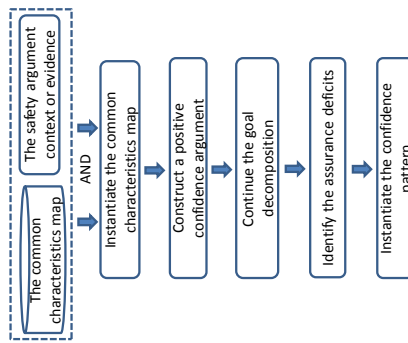 The common
characteristics map
The safety argument
context or evidence
AND
Instantiate the common
characteristics map
Construct a positive
confidence argument
Continue the goal
decomposition
Identify the assurance deficits
Instantiate the confidence
pattern